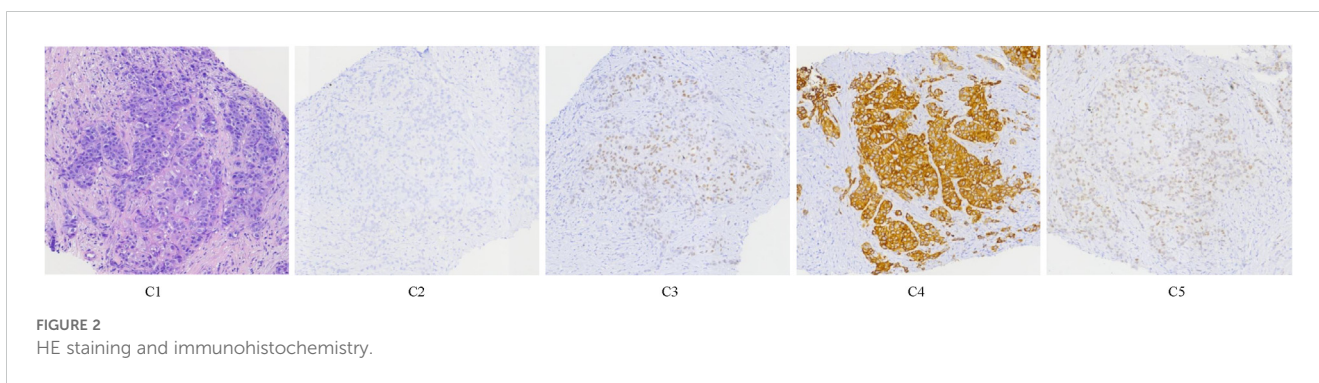 C1 C2 C3 C4 C5
FIGURE 2
HE staining and immunohistochemistry.